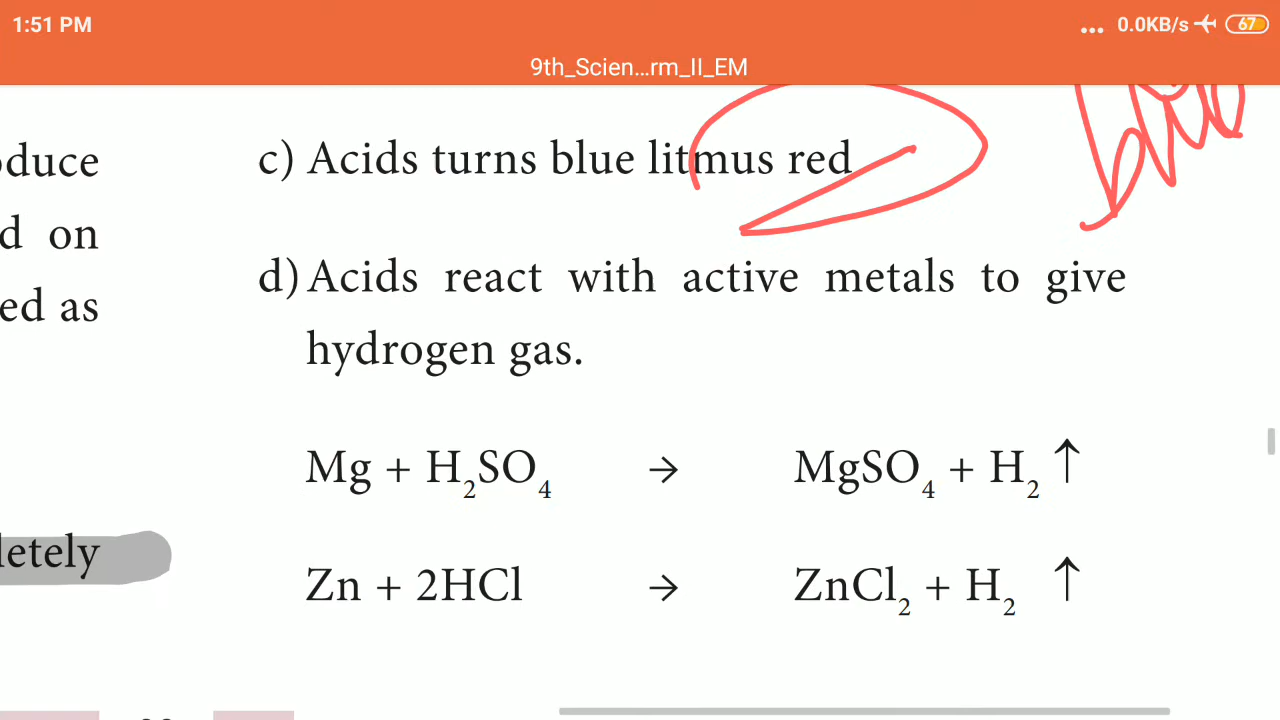 1:51 PM
... 0.0KB/s 67
9th_Scien...rm_II_EM
oduce
d on
ed as
letely
c) Acids turns blue litmus red
d) Acids react with active metals to give
hydrogen gas.
Mg + H₂SO₄ → MgSO₄ + H₂ ↑
Zn + 2HCl → ZnCl₂ + H₂ ↑